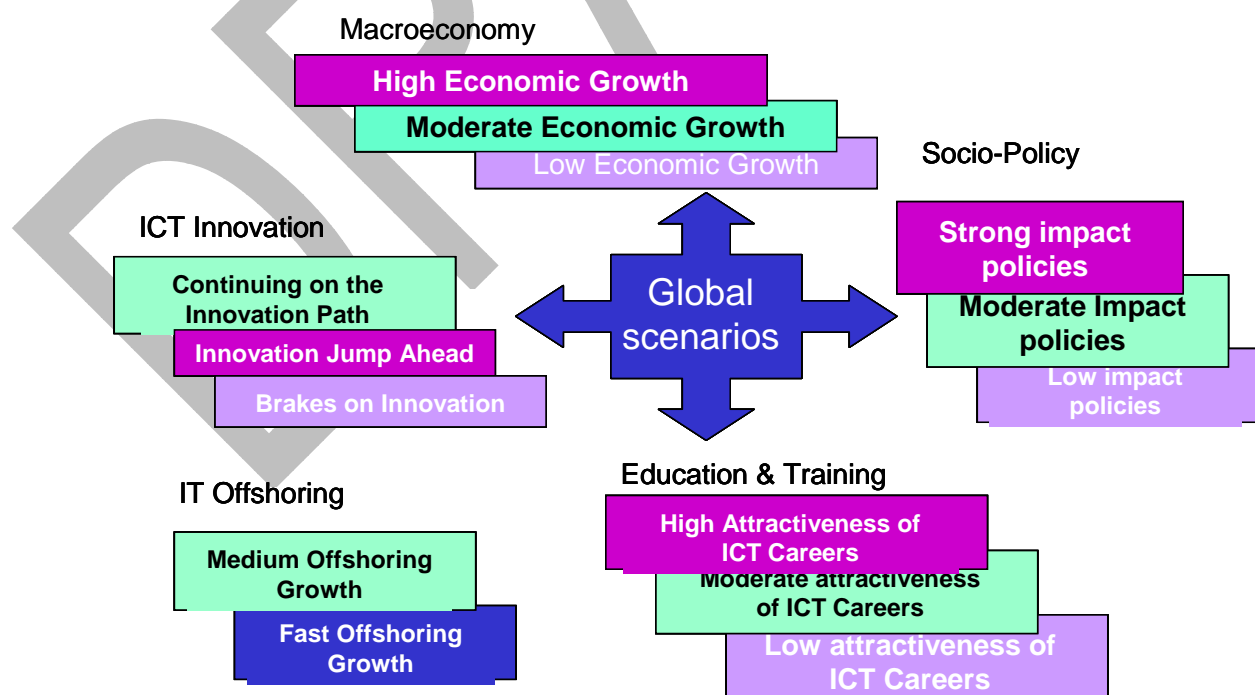 Macroeconomy
High Economic Growth
Moderate Economic Growth
Low Economic Growth
Socio-Policy
Strong impact
policies
Moderate Impact
policies
Low impact
policies
ICT Innovation
Continuing on the
Innovation Path
Innovation Jump Ahead
Brakes on Innovation
Global
scenarios
IT Offshoring
Medium Offshoring
Growth
Fast Offshoring
Growth
Education & Training
High Attractiveness of
ICT Careers
Moderate attractiveness
of ICT Careers
Low attractiveness of
ICT Careers